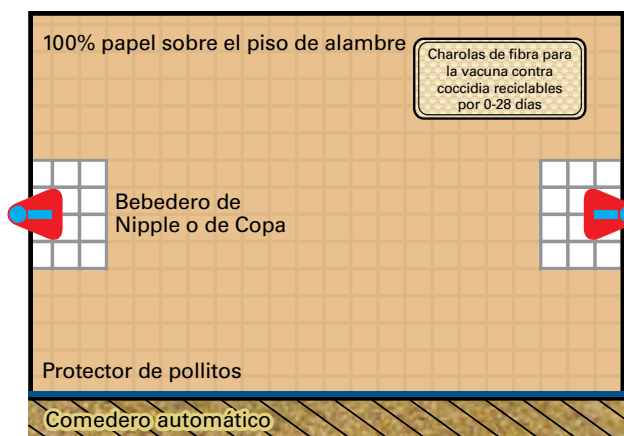 100% papel sobre el piso de alambre
Charolas de fibra para
la vacuna contra
coccidia reciclables
por 0-28 días
Bebedero de
Nipple o de Copa
Protector de pollitos
Comedero automático